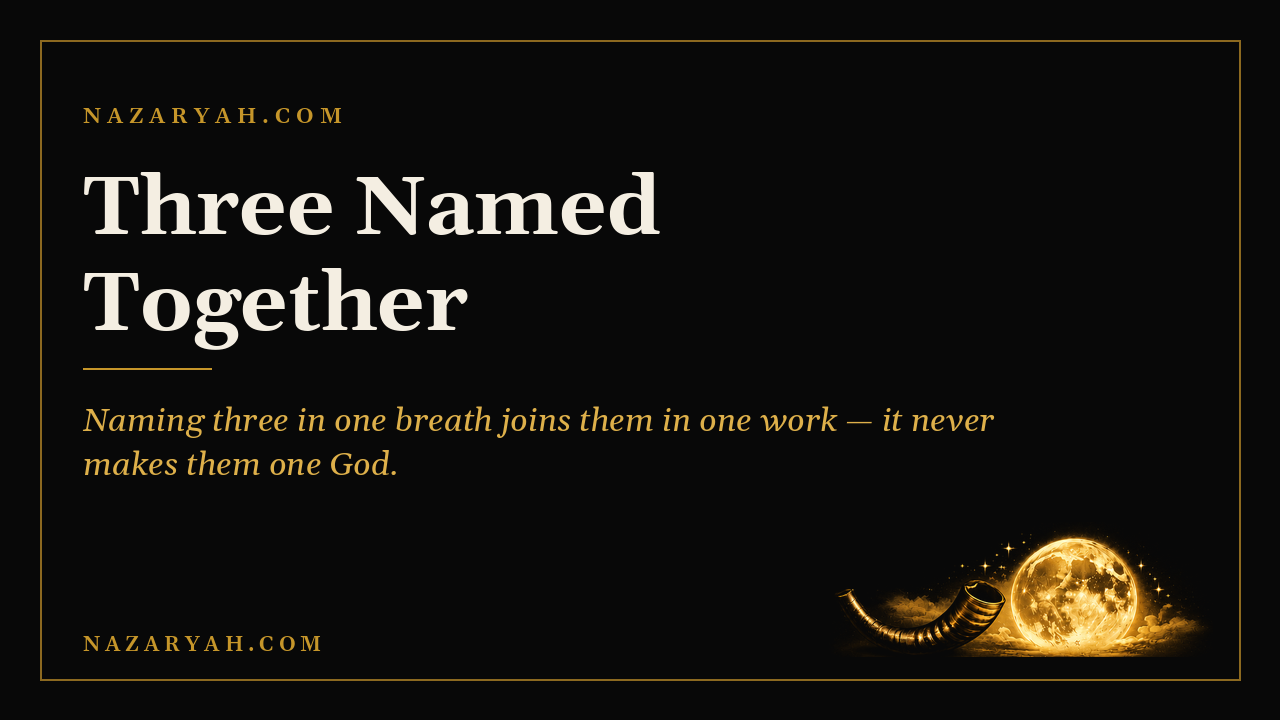 NAZARYAH.COM
Three Named
Together
Naming three in one breath joins them in one work — it never
makes them one God.
NAZARYAH.COM